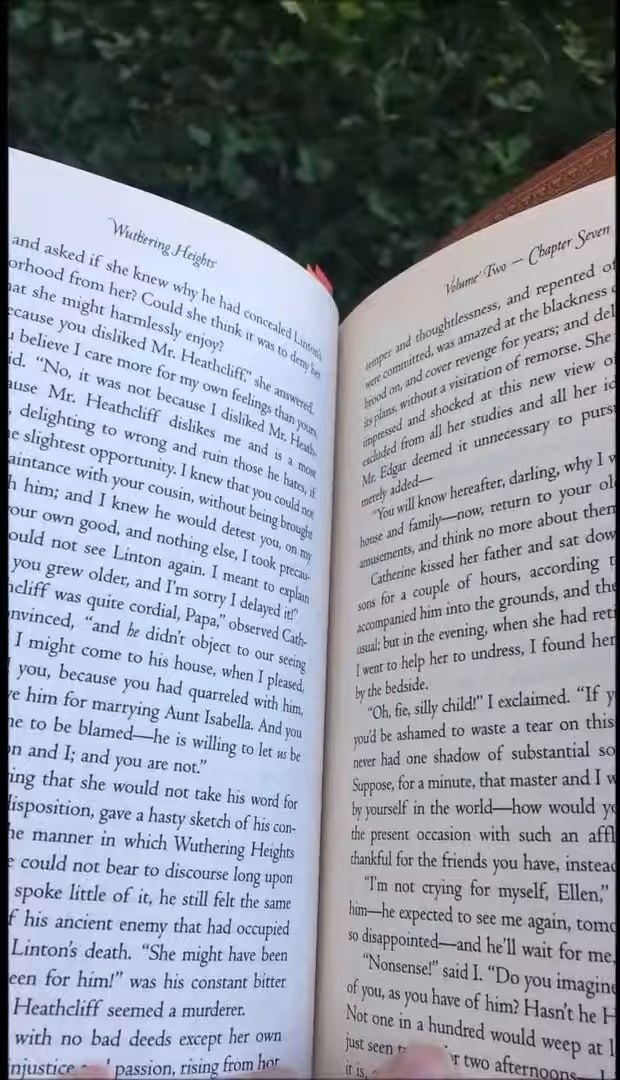 Wuthering Heights
and asked if she knew why he had concealed Linton's
orhood from her? Could she think it was to deny her
at she might harmlessly enjoy?
ecause you disliked Mr. Heathcliff," she answered.
believe I care more for my own feelings than yours,
id. "No, it was not because I disliked Mr. Heath-
ause Mr. Heathcliff dislikes me and is a most
, delighting to wrong and ruin those he hates, if
e slightest opportunity. I knew that you could not
aintance with your cousin, without being brought
h him; and I knew he would detest you, on my
our own good, and nothing else, I took precau-
ould not see Linton again. I meant to explain
you grew older, and I'm sorry I delayed it!"
hcliff was quite cordial, Papa," observed Cath-
nvinced, "and he didn't object to our seeing
I might come to his house, when I pleased,
you, because you had quarreled with him,
ve him for marrying Aunt Isabella. And you
ne to be blamed—he is willing to let us be
on and I; and you are not."
ing that she would not take his word for
disposition, gave a hasty sketch of his con-
he manner in which Wuthering Heights
could not bear to discourse long upon
spoke little of it, he still felt the same
f his ancient enemy that had occupied
Linton's death. "She might have been
een for him!" was his constant bitter
Heathcliff seemed a murderer.
with no bad deeds except her own
injustice passion, rising from hot
Volume Two — Chapter Seven
temper and thoughtlessness, and repented of
were committed, was amazed at the blackness
brood on, and cover revenge for years; and del
its plans, without a visitation of remorse. She
impressed and shocked at this new view o
excluded from all her studies and all her id
Mr. Edgar deemed it unnecessary to purs
merely added—
"You will know hereafter, darling, why I w
house and family—now, return to your ol
amusements, and think no more about them
Catherine kissed her father and sat dow
sons for a couple of hours, according t
accompanied him into the grounds, and the
usual; but in the evening, when she had reti
I went to help her to undress, I found her
by the bedside.
"Oh, fie, silly child!" I exclaimed. "If y
you'd be ashamed to waste a tear on this
never had one shadow of substantial so
Suppose, for a minute, that master and I w
by yourself in the world—how would yo
the present occasion with such an affl
thankful for the friends you have, instead
"I'm not crying for myself, Ellen,"
him—he expected to see me again, tomo
so disappointed—and he'll wait for me,
"Nonsense!" said I. "Do you imagine
of you, as you have of him? Hasn't he H
Not one in a hundred would weep at l
just seen r two afternoons—
it is,